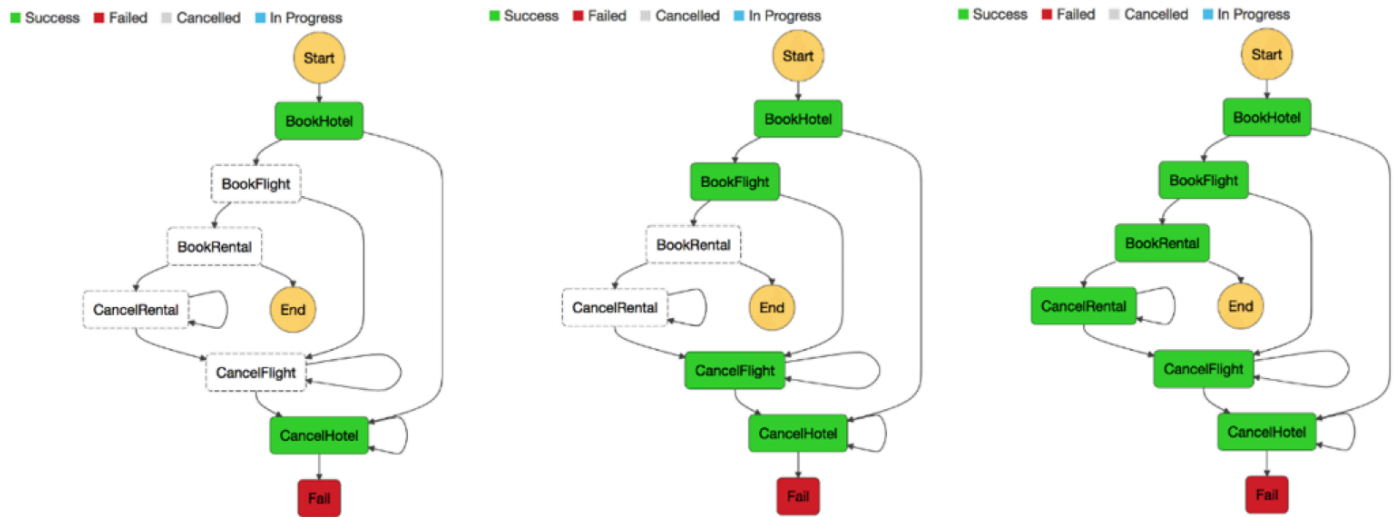 Success Failed Cancelled In Progress
Start
BookHotel
BookFlight
BookRental
CancelRental
End
CancelFlight
CancelHotel
Fail
Success Failed Cancelled In Progress
Start
BookHotel
BookFlight
BookRental
CancelRental
End
CancelFlight
CancelHotel
Fail
Success Failed Cancelled In Progress
Start
BookHotel
BookFlight
BookRental
CancelRental
End
CancelFlight
CancelHotel
Fail